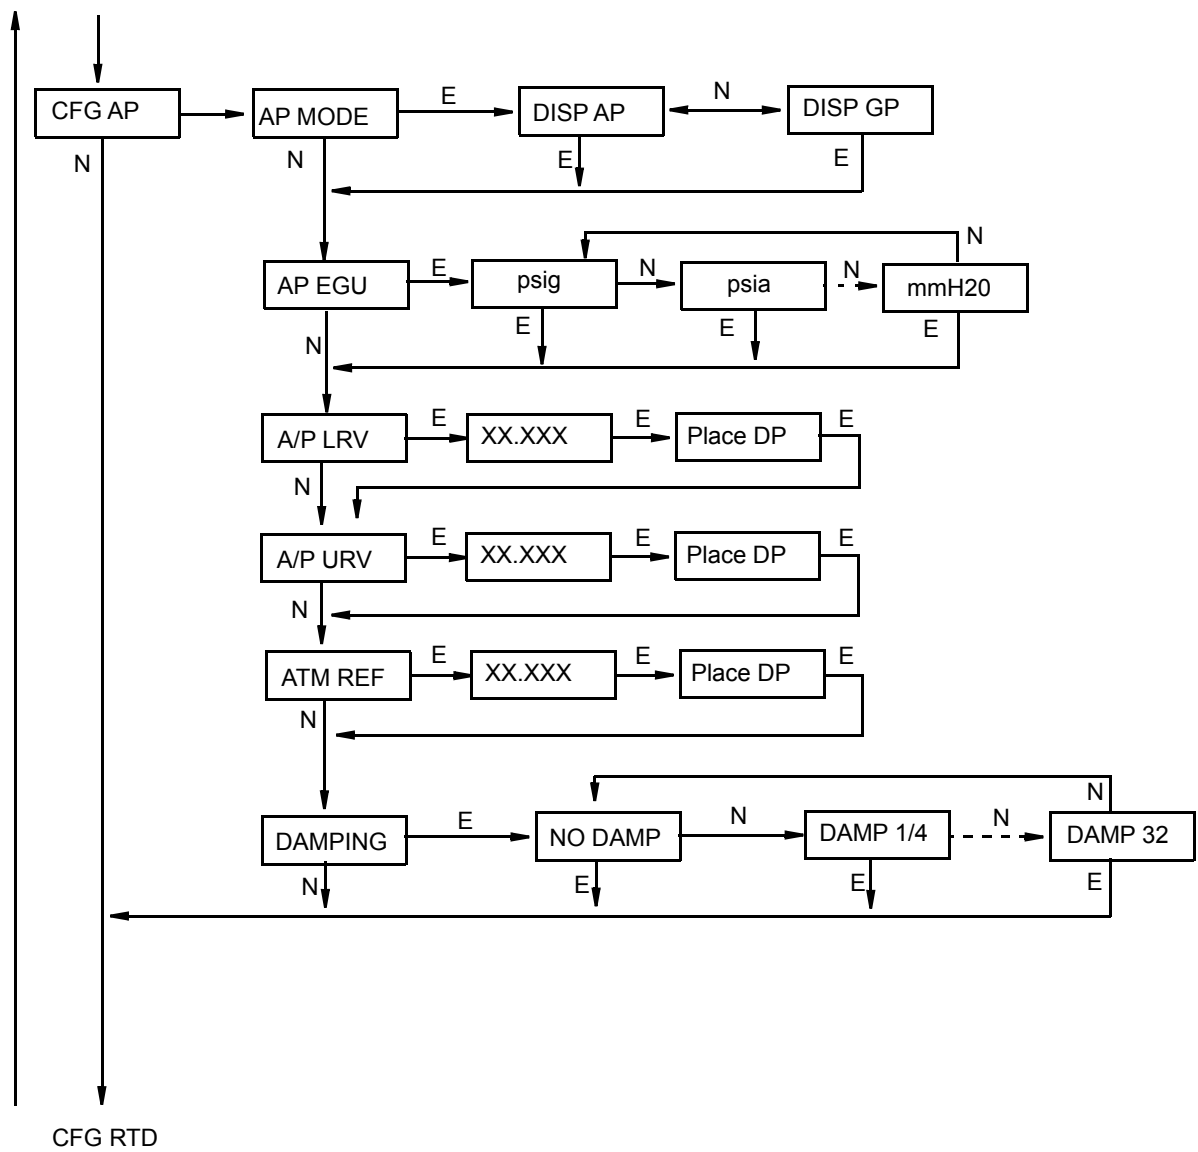 CFG AP
AP MODE
E
DISP AP
N
DISP GP
N
N
E
E
N
AP EGU
E
psig
N
psia
N
mmH20
N
E
E
E
A/P LRV
E
XX.XXX
E
Place DP
E
N
A/P URV
E
XX.XXX
E
Place DP
E
N
ATM REF
E
XX.XXX
E
Place DP
E
N
N
DAMPING
E
NO DAMP
N
DAMP 1/4
N
DAMP 32
N
E
E
E
CFG RTD